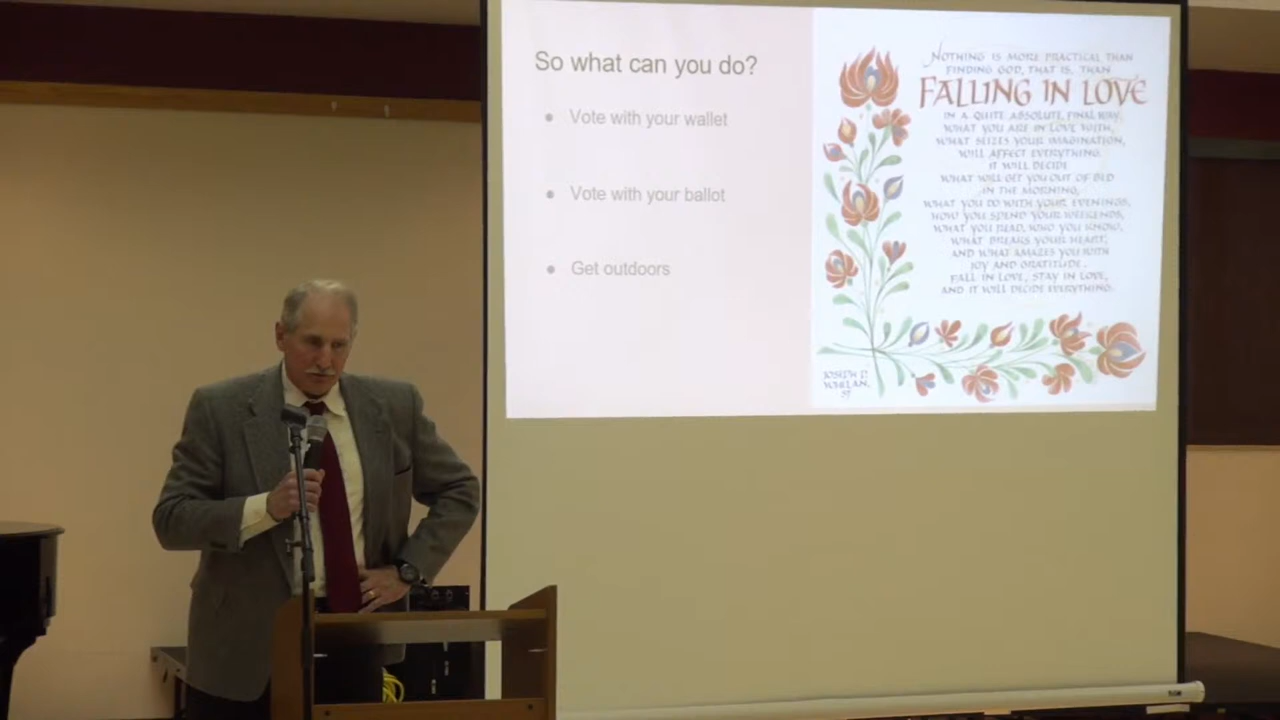 So what can you do?
● Vote with your wallet
● Vote with your ballot
● Get outdoors
NOTHING IS MORE PRACTICAL THAN
FINDING GOD, THAT IS, THAN
FALLING IN LOVE
IN A QUITE ABSOLUTE, FINAL WAY.
WHAT YOU ARE IN LOVE WITH,
WHAT SEIZES YOUR IMAGINATION,
WILL AFFECT EVERYTHING.
IT WILL DECIDE
WHAT WILL GET YOU OUT OF BED
IN THE MORNING,
WHAT YOU DO WITH YOUR EVENINGS,
HOW YOU SPEND YOUR WEEKENDS,
WHAT YOU READ, WHO YOU KNOW,
WHAT BREAKS YOUR HEART,
AND WHAT AMAZES YOU WITH
JOY AND GRATITUDE.
FALL IN LOVE, STAY IN LOVE,
AND IT WILL DECIDE EVERYTHING.
JOSEPH P.
WHELAN,
SJ